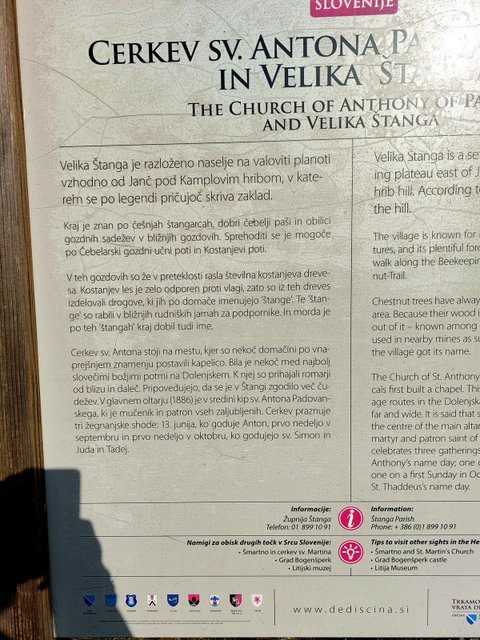 SLOVENIJE
CERKEV SV. ANTONA PA
IN VELIKA ŠTA
THE CHURCH OF ANTHONY OF PA
AND VELIKA ŠTANGA
Velika Štanga je razloženo naselje na valoviti planoti
vzhodno od Janč pod Kamplovim hribom, v kate-
rem se po legendi pričujoč skriva zaklad.
Kraj je znan po češnjah štangarcah, dobri čebelji paši in obilici
gozdnih sadežev v bližnjih gozdovih. Sprehoditi se je mogoče
po Čebelarski gozdni učni poti in Kostanjevi poti.
V teh gozdovih so že v preteklosti rasla številna kostanjeva dreve-
sa. Kostanjev les je zelo odporen proti vlagi, zato so iz teh dreves
izdelovali drogove, ki jih po domače imenujejo 'štange'. Te 'štan-
ge' so rabili v bližnjih rudniških jamah za podpornike. In morda je
po teh 'štangah' kraj dobil tudi ime.
Cerkev sv. Antona stoji na mestu, kjer so nekoč domačini po vna-
prejšnjem znamenju postavili kapelico. Bila je nekoč med najbolj
slovečimi božjimi potmi na Dolenjskem. K njej so prihajali romarji
od blizu in daleč. Pripovedujejo, da se je v Štangi zgodilo več ču-
dežev. V glavnem oltarju (1886) je v sredini kip sv. Antona Padovan-
skega, ki je mučenik in patron vseh zaljubljenih. Cerkev praznuje
tri žegnanjske shode: 13. junija, ko goduje Anton, prvo nedeljo v
septembru in prvo nedeljo v oktobru, ko godujejo sv. Simon in
Juda in Tadej.
Velika Štanga is a se
ing plateau east of J
hrib hill. According to
the hill.
The village is known for i
tures, and its plentiful fore
walk along the Beekeepin
nut-Trail.
Chestnut trees have alway
area. Because their wood i
out of it – known among
used in nearby mines as su
the village got its name.
The Church of St. Anthony
cals first built a chapel. Thi
age routes in the Dolenjsk
far and wide. It is said that s
the centre of the main altar
martyr and patron saint of
celebrates three gatherings
Anthony's name day; one o
one on a first Sunday in Oc
St. Thaddeus's name day.
Informacije:
Župnija Štanga
Telefon: 01 899 10 91
Information:
Štanga Parish
Phone: + 386 (0)1 899 10 91
Namigi za obisk drugih točk v Srcu Slovenije:
• Šmartno in cerkev sv. Martina
• Grad Bogenšperk
• Litijski muzej
Tips to visit other sights in the He
• Šmartno and St. Martin's Church
• Grad Bogenšperk castle
• Litija Museum
www.dediscina.si
TRKAMO
VRATA DE